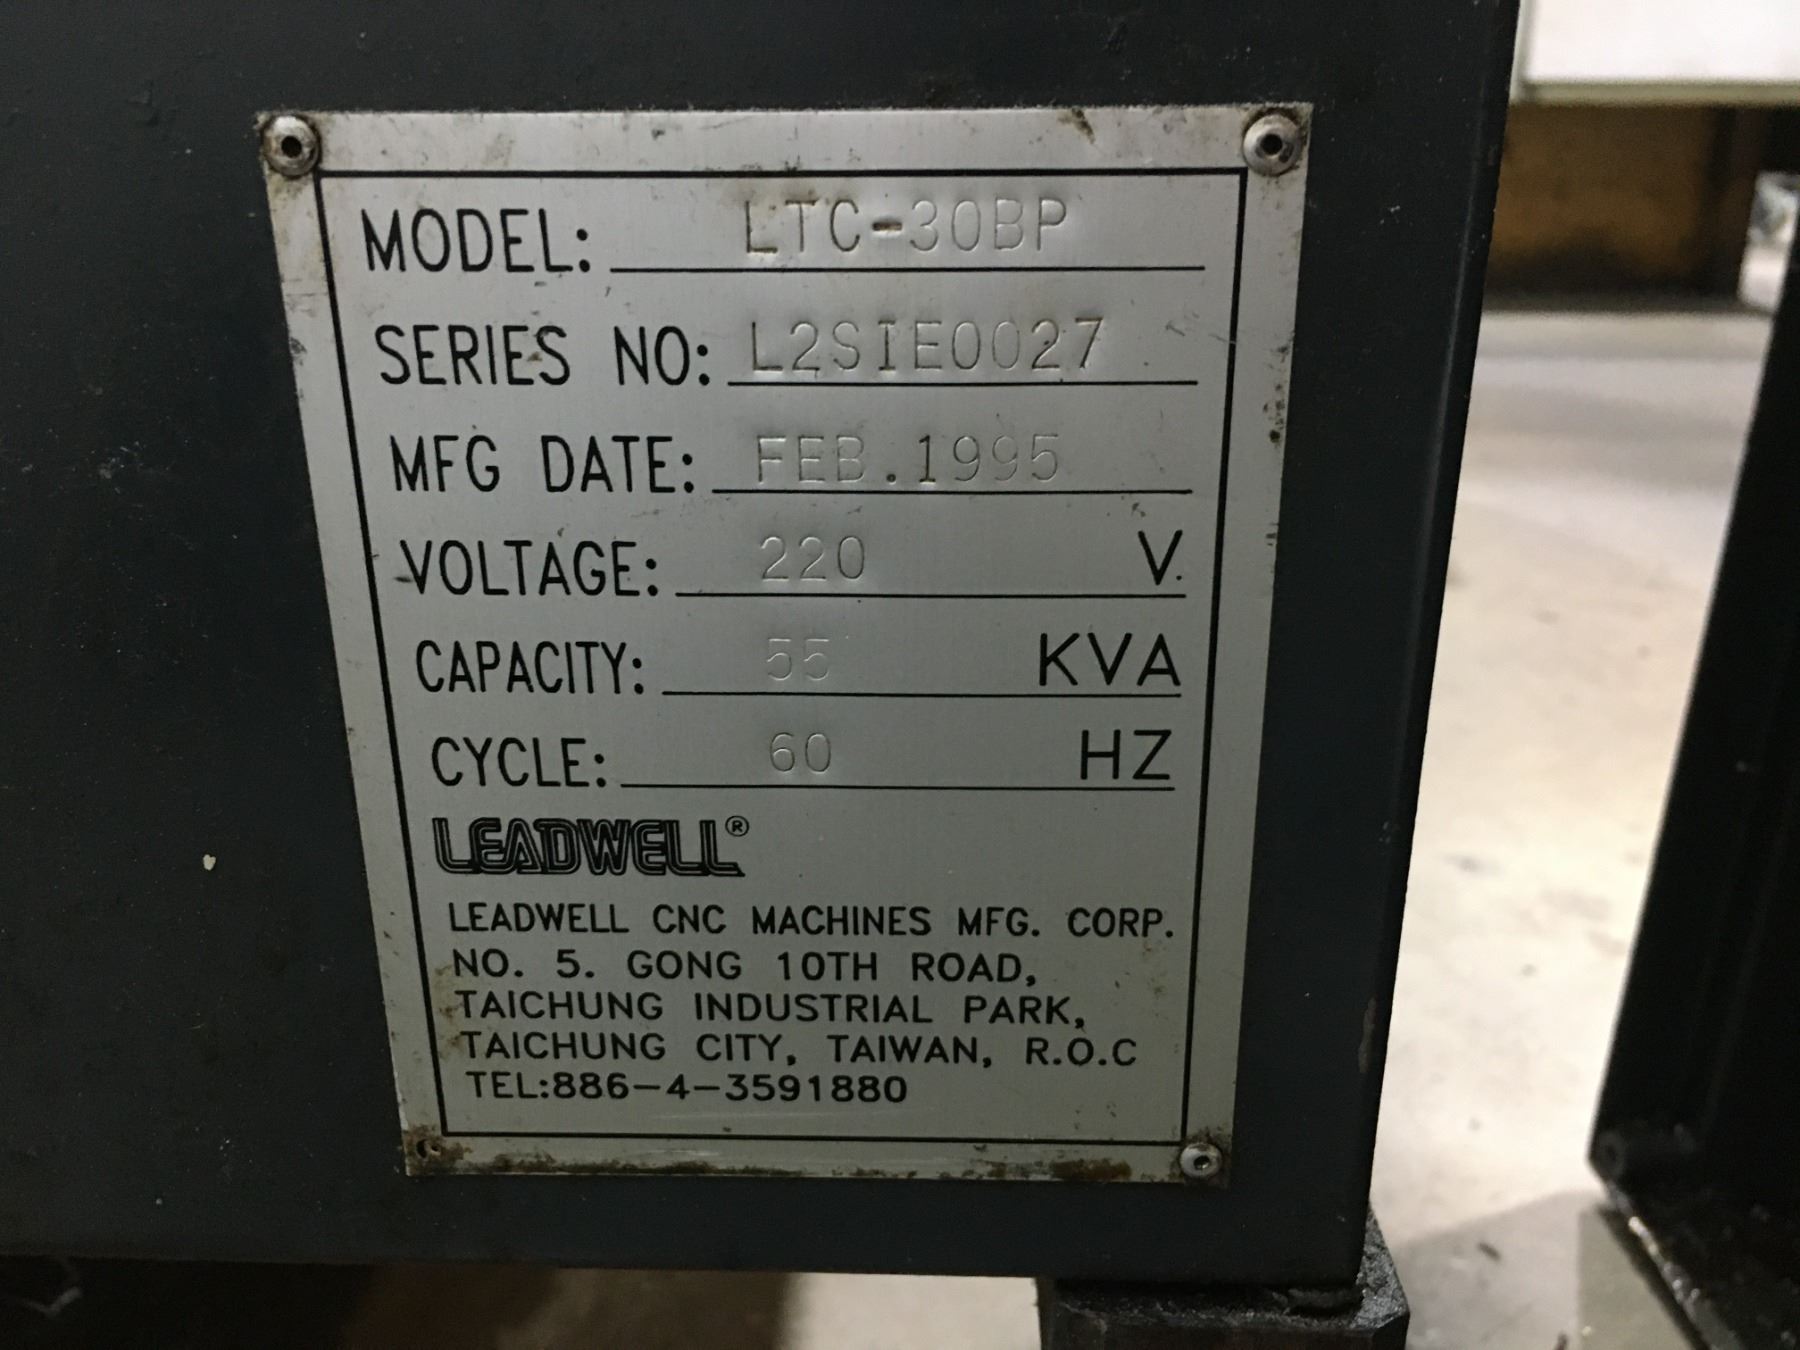 MODEL: LTC-30BP
SERIES NO: L2SIE0027
MFG DATE: FEB.1995
VOLTAGE: 220 V.
CAPACITY: 55 KVA
CYCLE: 60 HZ
LEADWELL®
LEADWELL CNC MACHINES MFG. CORP.
NO. 5. GONG 10TH ROAD,
TAICHUNG INDUSTRIAL PARK,
TAICHUNG CITY, TAIWAN, R.O.C
TEL:886-4-3591880